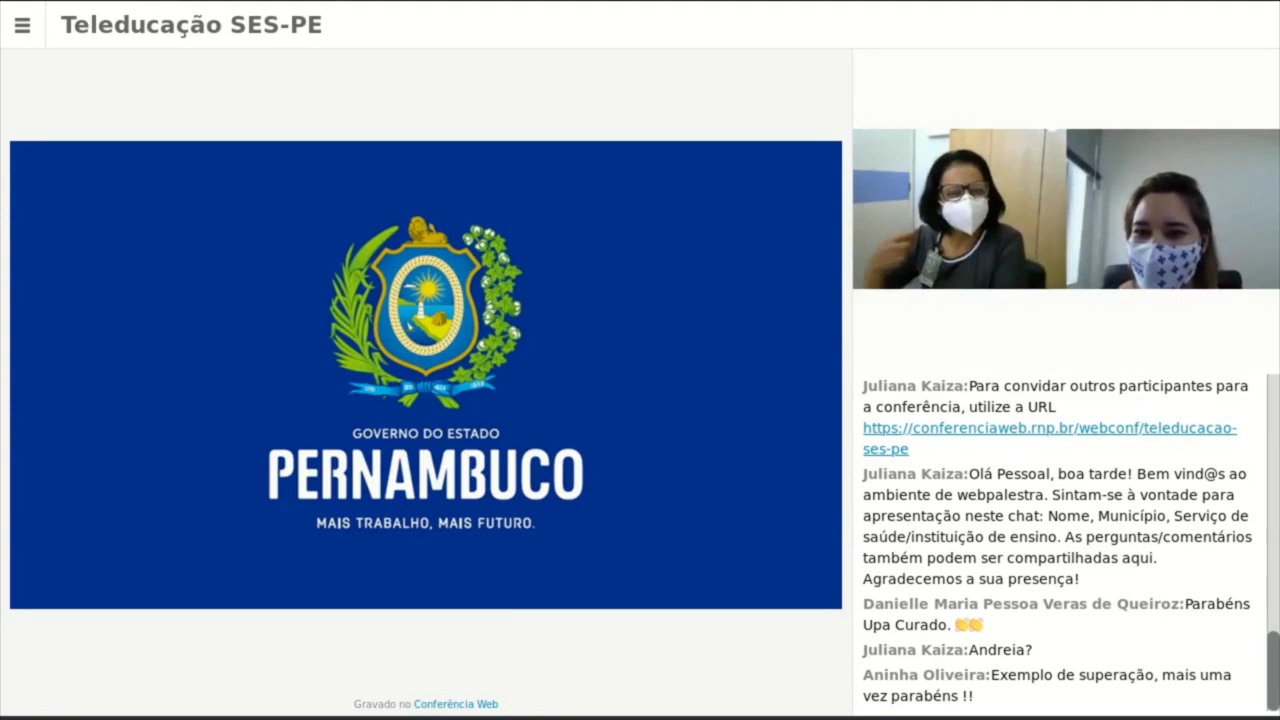 Teleducação SES-PE
GOVERNO DO ESTADO
PERNAMBUCO
MAIS TRABALHO, MAIS FUTURO.
Gravado no Conferência Web
Juliana Kaiza:Para convidar outros participantes para
a conferência, utilize a URL
https://conferenciaweb.rnp.br/webconf/teleducacao-
ses-pe
Juliana Kaiza:Olá Pessoal, boa tarde! Bem vind@s ao
ambiente de webpalestra. Sintam-se à vontade para
apresentação neste chat: Nome, Município, Serviço de
saúde/instituição de ensino. As perguntas/comentários
também podem ser compartilhadas aqui.
Agradecemos a sua presença!
Danielle Maria Pessoa Veras de Queiroz:Parabéns
Upa Curado. 👏👏
Juliana Kaiza:Andreia?
Aninha Oliveira:Exemplo de superação, mais uma
vez parabéns !!